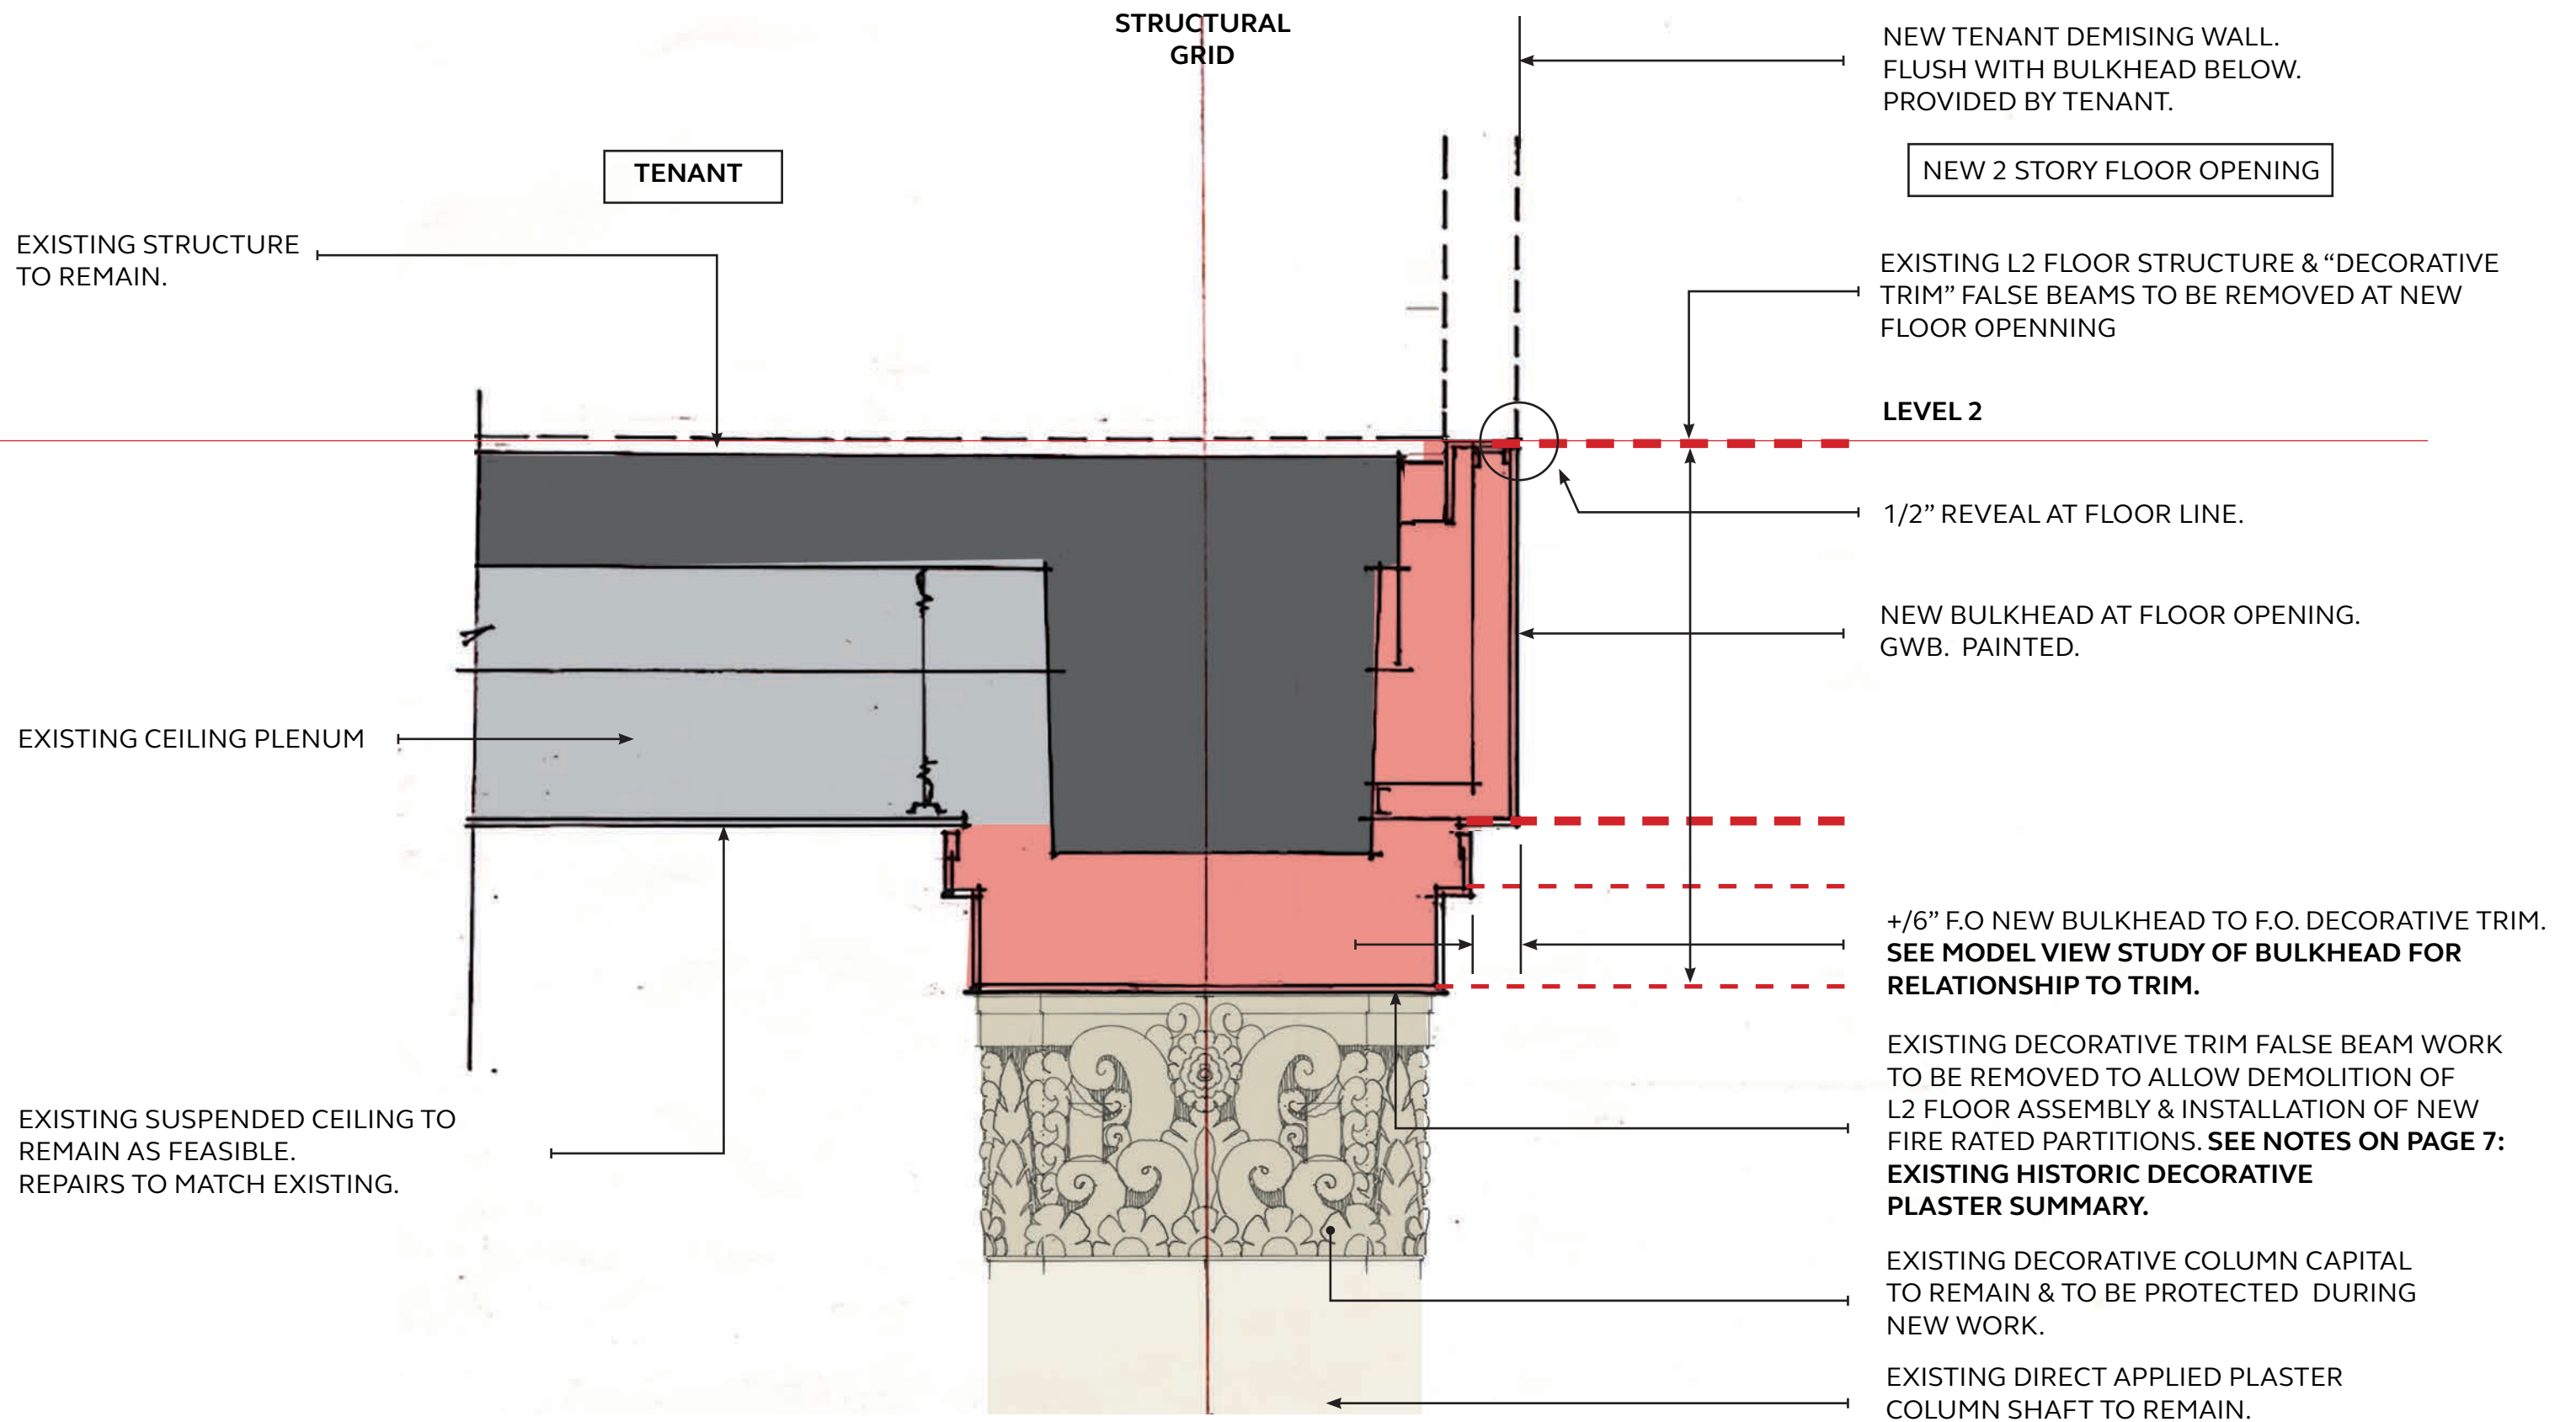 STRUCTURAL
GRID
NEW TENANT DEMISING WALL.
FLUSH WITH BULKHEAD BELOW.
PROVIDED BY TENANT.
TENANT
NEW 2 STORY FLOOR OPENING
EXISTING STRUCTURE
TO REMAIN.
EXISTING L2 FLOOR STRUCTURE & “DECORATIVE
TRIM” FALSE BEAMS TO BE REMOVED AT NEW
FLOOR OPENNING
LEVEL 2
1/2” REVEAL AT FLOOR LINE.
NEW BULKHEAD AT FLOOR OPENING.
GWB. PAINTED.
EXISTING CEILING PLENUM
+/6” F.O NEW BULKHEAD TO F.O. DECORATIVE TRIM.
SEE MODEL VIEW STUDY OF BULKHEAD FOR
RELATIONSHIP TO TRIM.
EXISTING DECORATIVE TRIM FALSE BEAM WORK
TO BE REMOVED TO ALLOW DEMOLITION OF
L2 FLOOR ASSEMBLY & INSTALLATION OF NEW
FIRE RATED PARTITIONS. SEE NOTES ON PAGE 7:
EXISTING HISTORIC DECORATIVE
PLASTER SUMMARY.
EXISTING SUSPENDED CEILING TO
REMAIN AS FEASIBLE.
REPAIRS TO MATCH EXISTING.
EXISTING DECORATIVE COLUMN CAPITAL
TO REMAIN & TO BE PROTECTED DURING
NEW WORK.
EXISTING DIRECT APPLIED PLASTER
COLUMN SHAFT TO REMAIN.